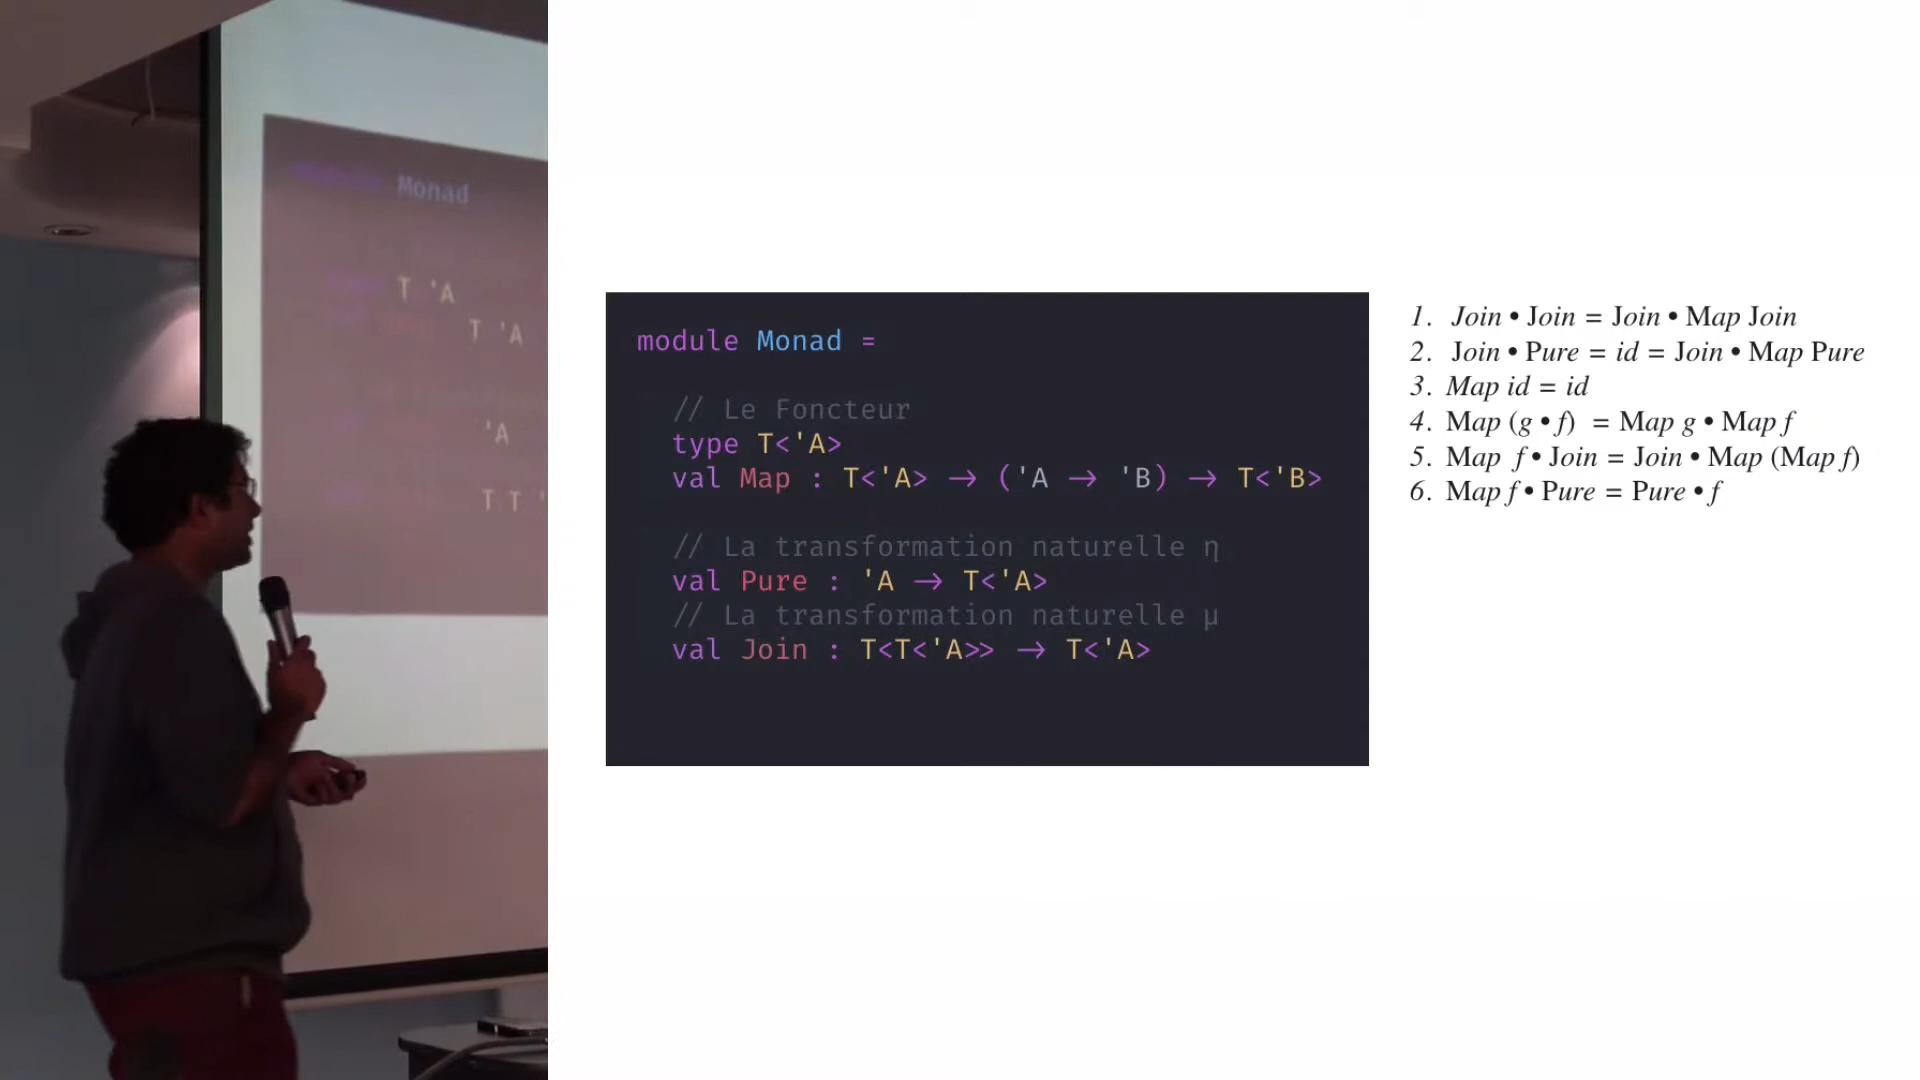 Monad
T 'A
T 'A
'A
T T '
module Monad =
// Le Foncteur
type T<'A>
val Map : T<'A> → ('A → 'B) → T<'B>
// La transformation naturelle η
val Pure : 'A → T<'A>
// La transformation naturelle μ
val Join : T<T<'A>> → T<'A>
1. Join • Join = Join • Map Join
2. Join • Pure = id = Join • Map Pure
3. Map id = id
4. Map (g • f) = Map g • Map f
5. Map f • Join = Join • Map (Map f)
6. Map f • Pure = Pure • f